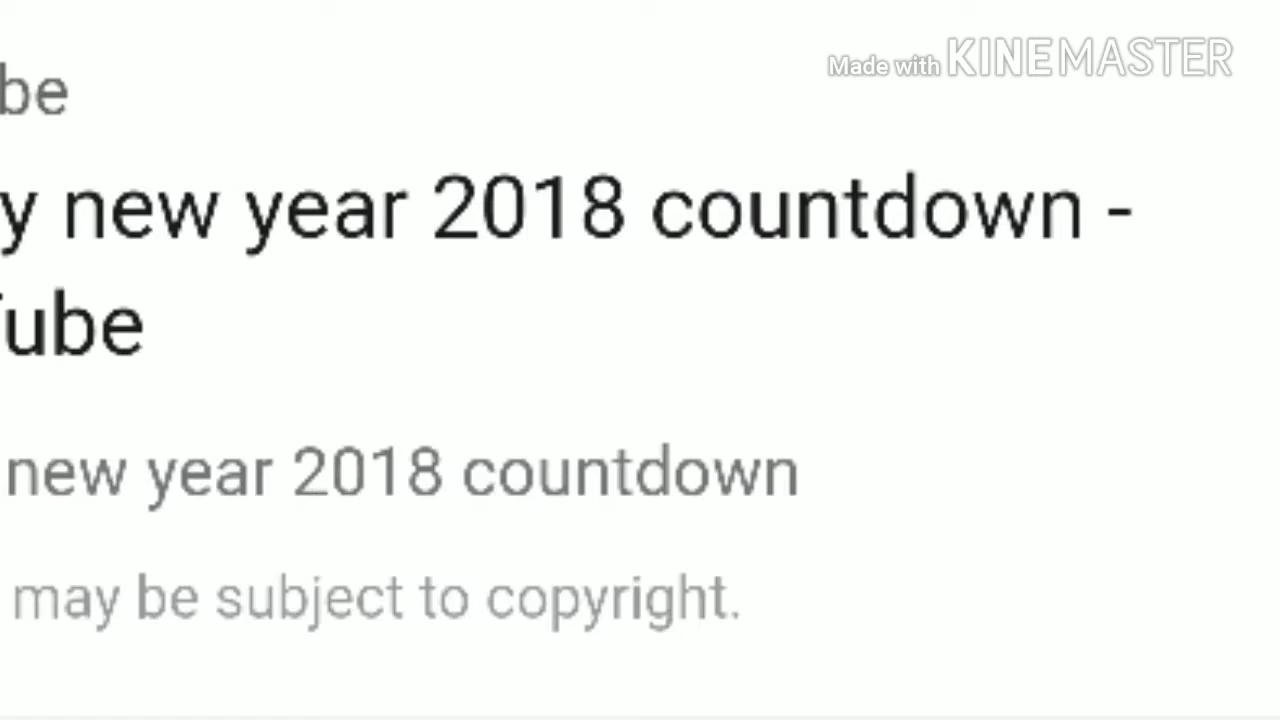 Made with KINEMASTER
be
y new year 2018 countdown -
ube
new year 2018 countdown
may be subject to copyright.